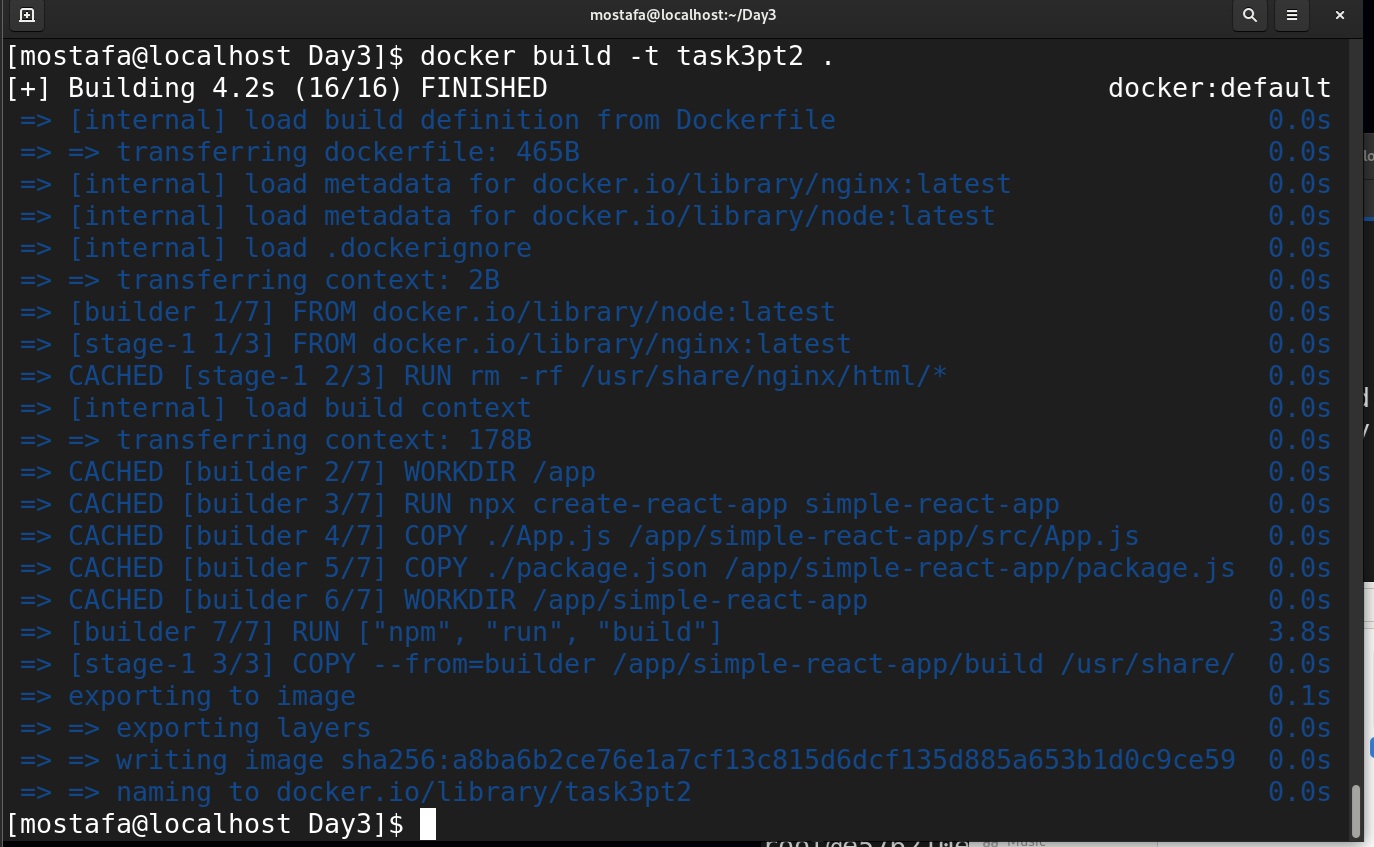 mostafa@localhost:~/Day3
[mostafa@localhost Day3]$ docker build -t task3pt2 .
[+] Building 4.2s (16/16) FINISHED docker:default
=> [internal] load build definition from Dockerfile 0.0s
=> => transferring dockerfile: 465B 0.0s
=> [internal] load metadata for docker.io/library/nginx:latest 0.0s
=> [internal] load metadata for docker.io/library/node:latest 0.0s
=> [internal] load .dockerignore 0.0s
=> => transferring context: 2B 0.0s
=> [builder 1/7] FROM docker.io/library/node:latest 0.0s
=> [stage-1 1/3] FROM docker.io/library/nginx:latest 0.0s
=> CACHED [stage-1 2/3] RUN rm -rf /usr/share/nginx/html/* 0.0s
=> [internal] load build context 0.0s
=> => transferring context: 178B 0.0s
=> CACHED [builder 2/7] WORKDIR /app 0.0s
=> CACHED [builder 3/7] RUN npx create-react-app simple-react-app 0.0s
=> CACHED [builder 4/7] COPY ./App.js /app/simple-react-app/src/App.js 0.0s
=> CACHED [builder 5/7] COPY ./package.json /app/simple-react-app/package.js 0.0s
=> CACHED [builder 6/7] WORKDIR /app/simple-react-app 0.0s
=> [builder 7/7] RUN ["npm", "run", "build"] 3.8s
=> [stage-1 3/3] COPY --from=builder /app/simple-react-app/build /usr/share/ 0.0s
=> exporting to image 0.1s
=> => exporting layers 0.0s
=> => writing image sha256:a8ba6b2ce76e1a7cf13c815d6dcf135d885a653b1d0c9ce59 0.0s
=> => naming to docker.io/library/task3pt2 0.0s
[mostafa@localhost Day3]$